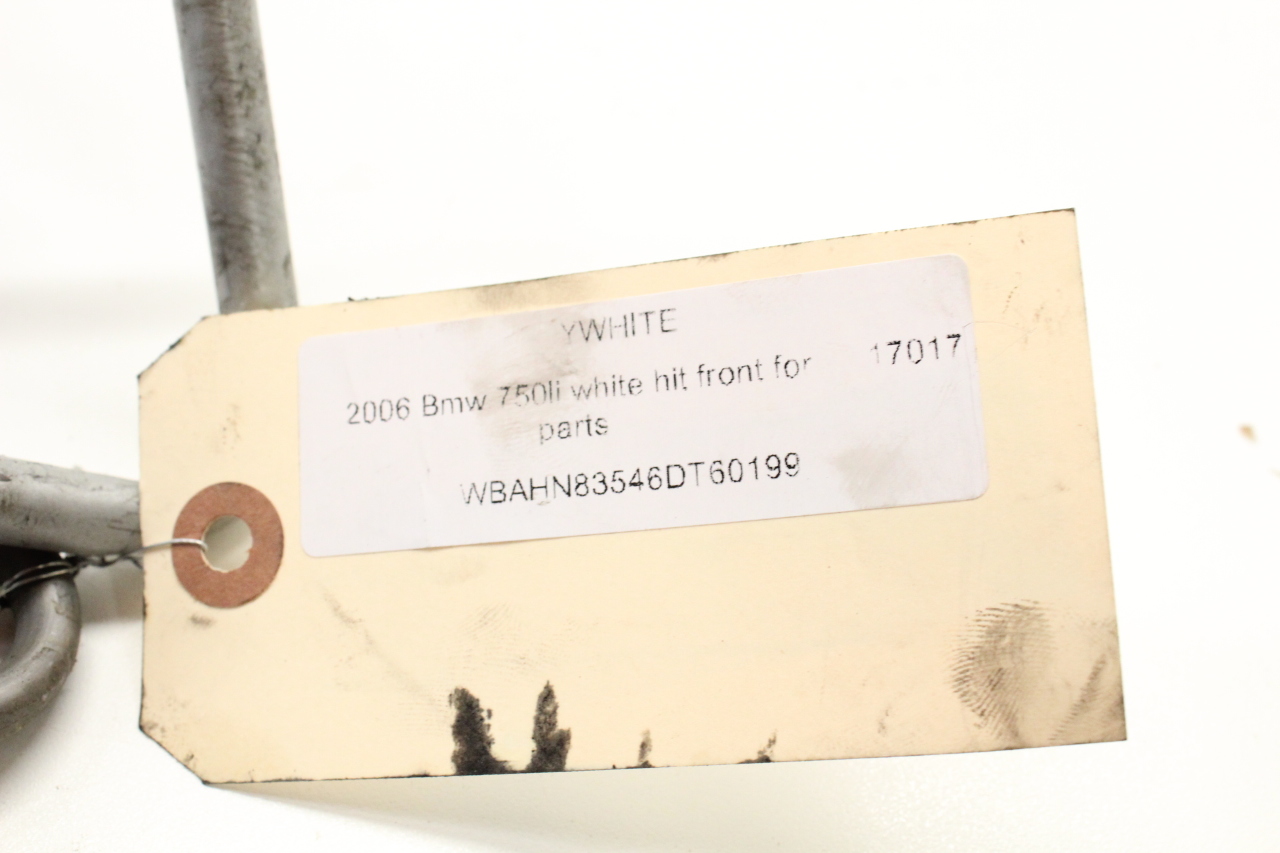 YWHITE
2006 Bmw 750li white hit front for 17017
parts
WBAHN83546DT60199